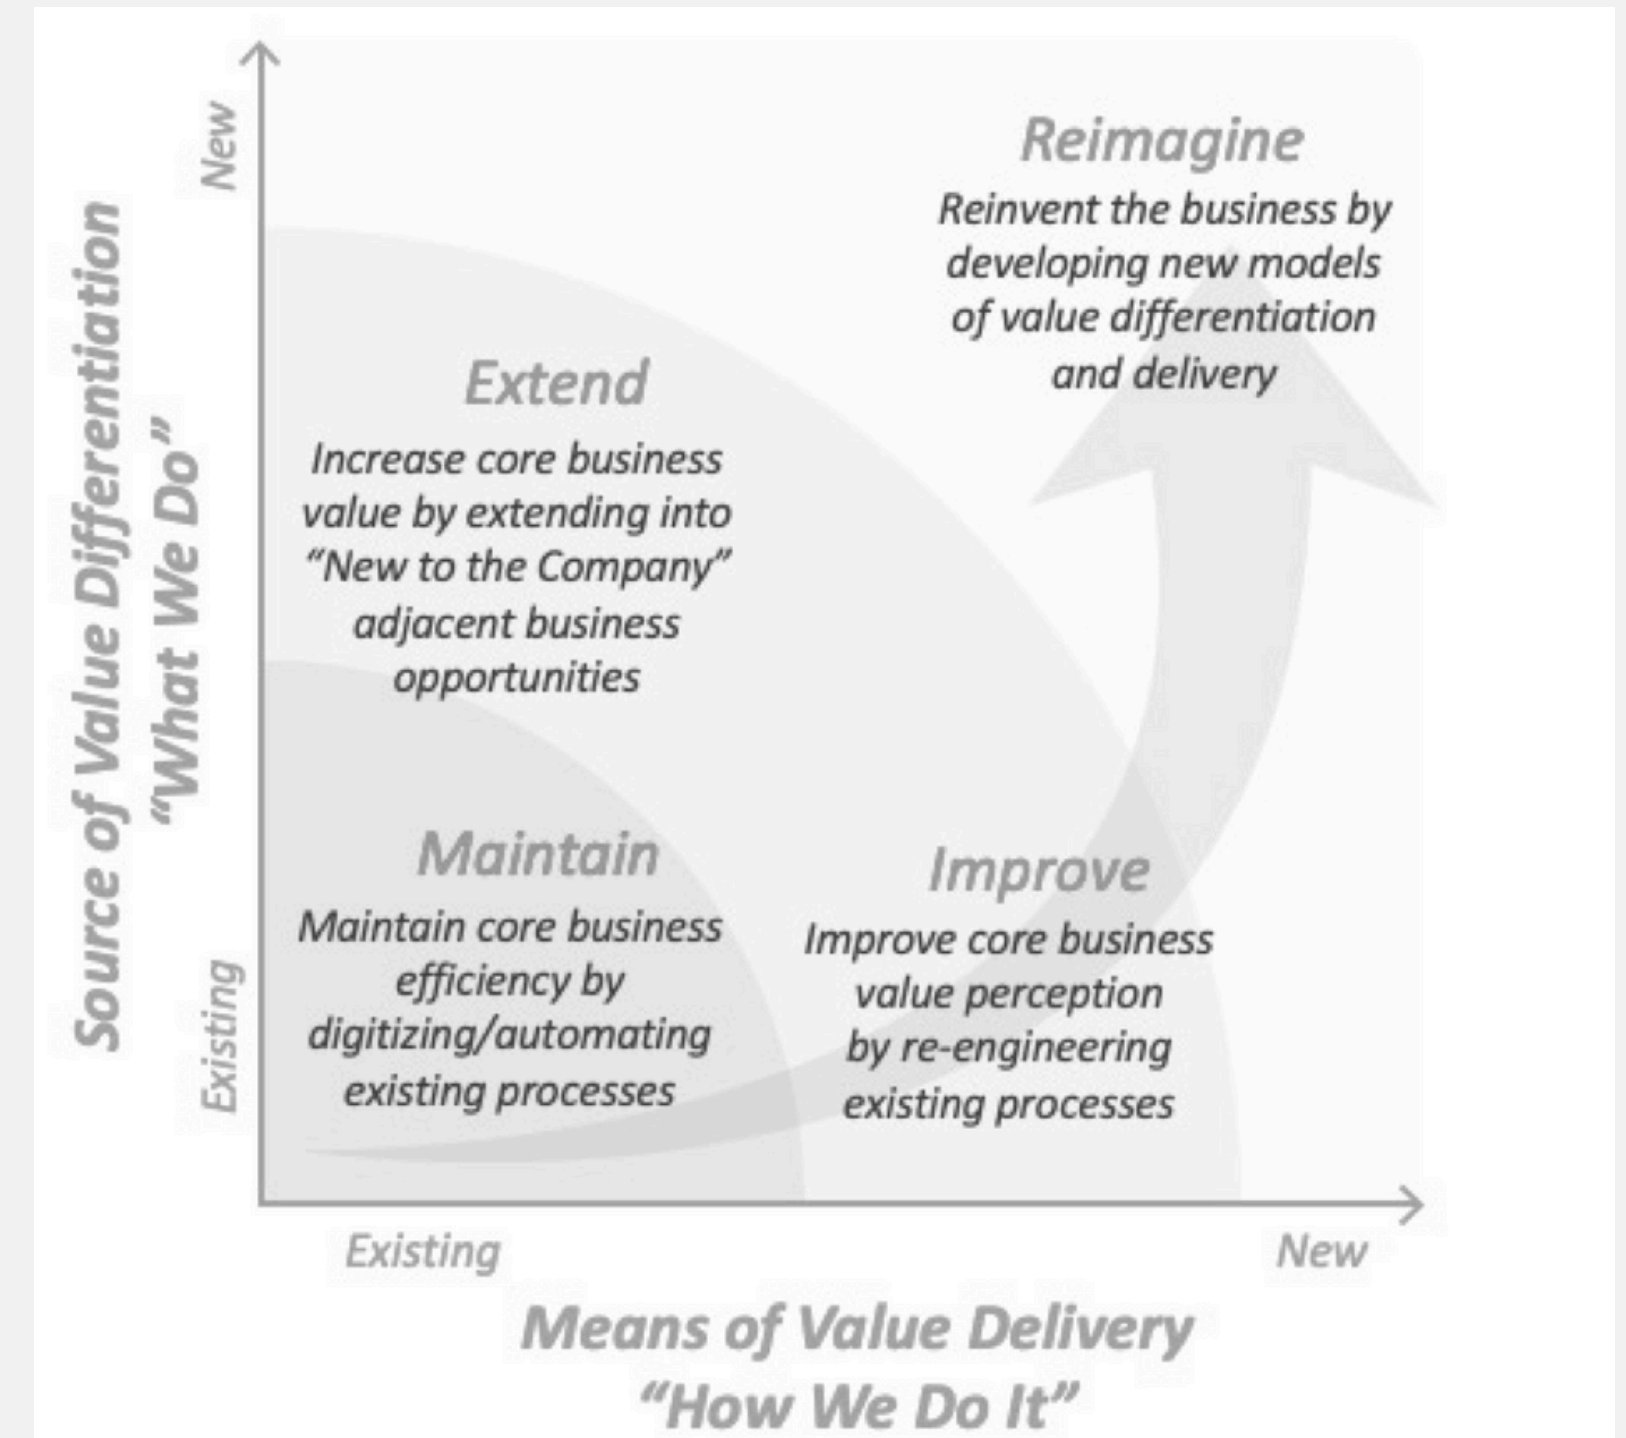 New
Source of Value Differentiation
“What We Do”
Existing
Reimagine
Reinvent the business by
developing new models
of value differentiation
and delivery
Extend
Increase core business
value by extending into
“New to the Company”
adjacent business
opportunities
Maintain
Maintain core business
efficiency by
digitizing/automating
existing processes
Improve
Improve core business
value perception
by re-engineering
existing processes
Existing
New
Means of Value Delivery
“How We Do It”